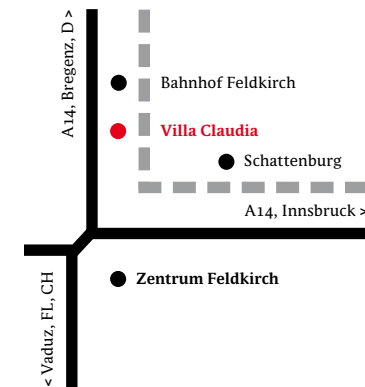 A14, Bregenz, D >
Bahnhof Feldkirch
Villa Claudia
Schattenburg
A14, Innsbruck >
Zentrum Feldkirch
< Vaduz, FL, CH